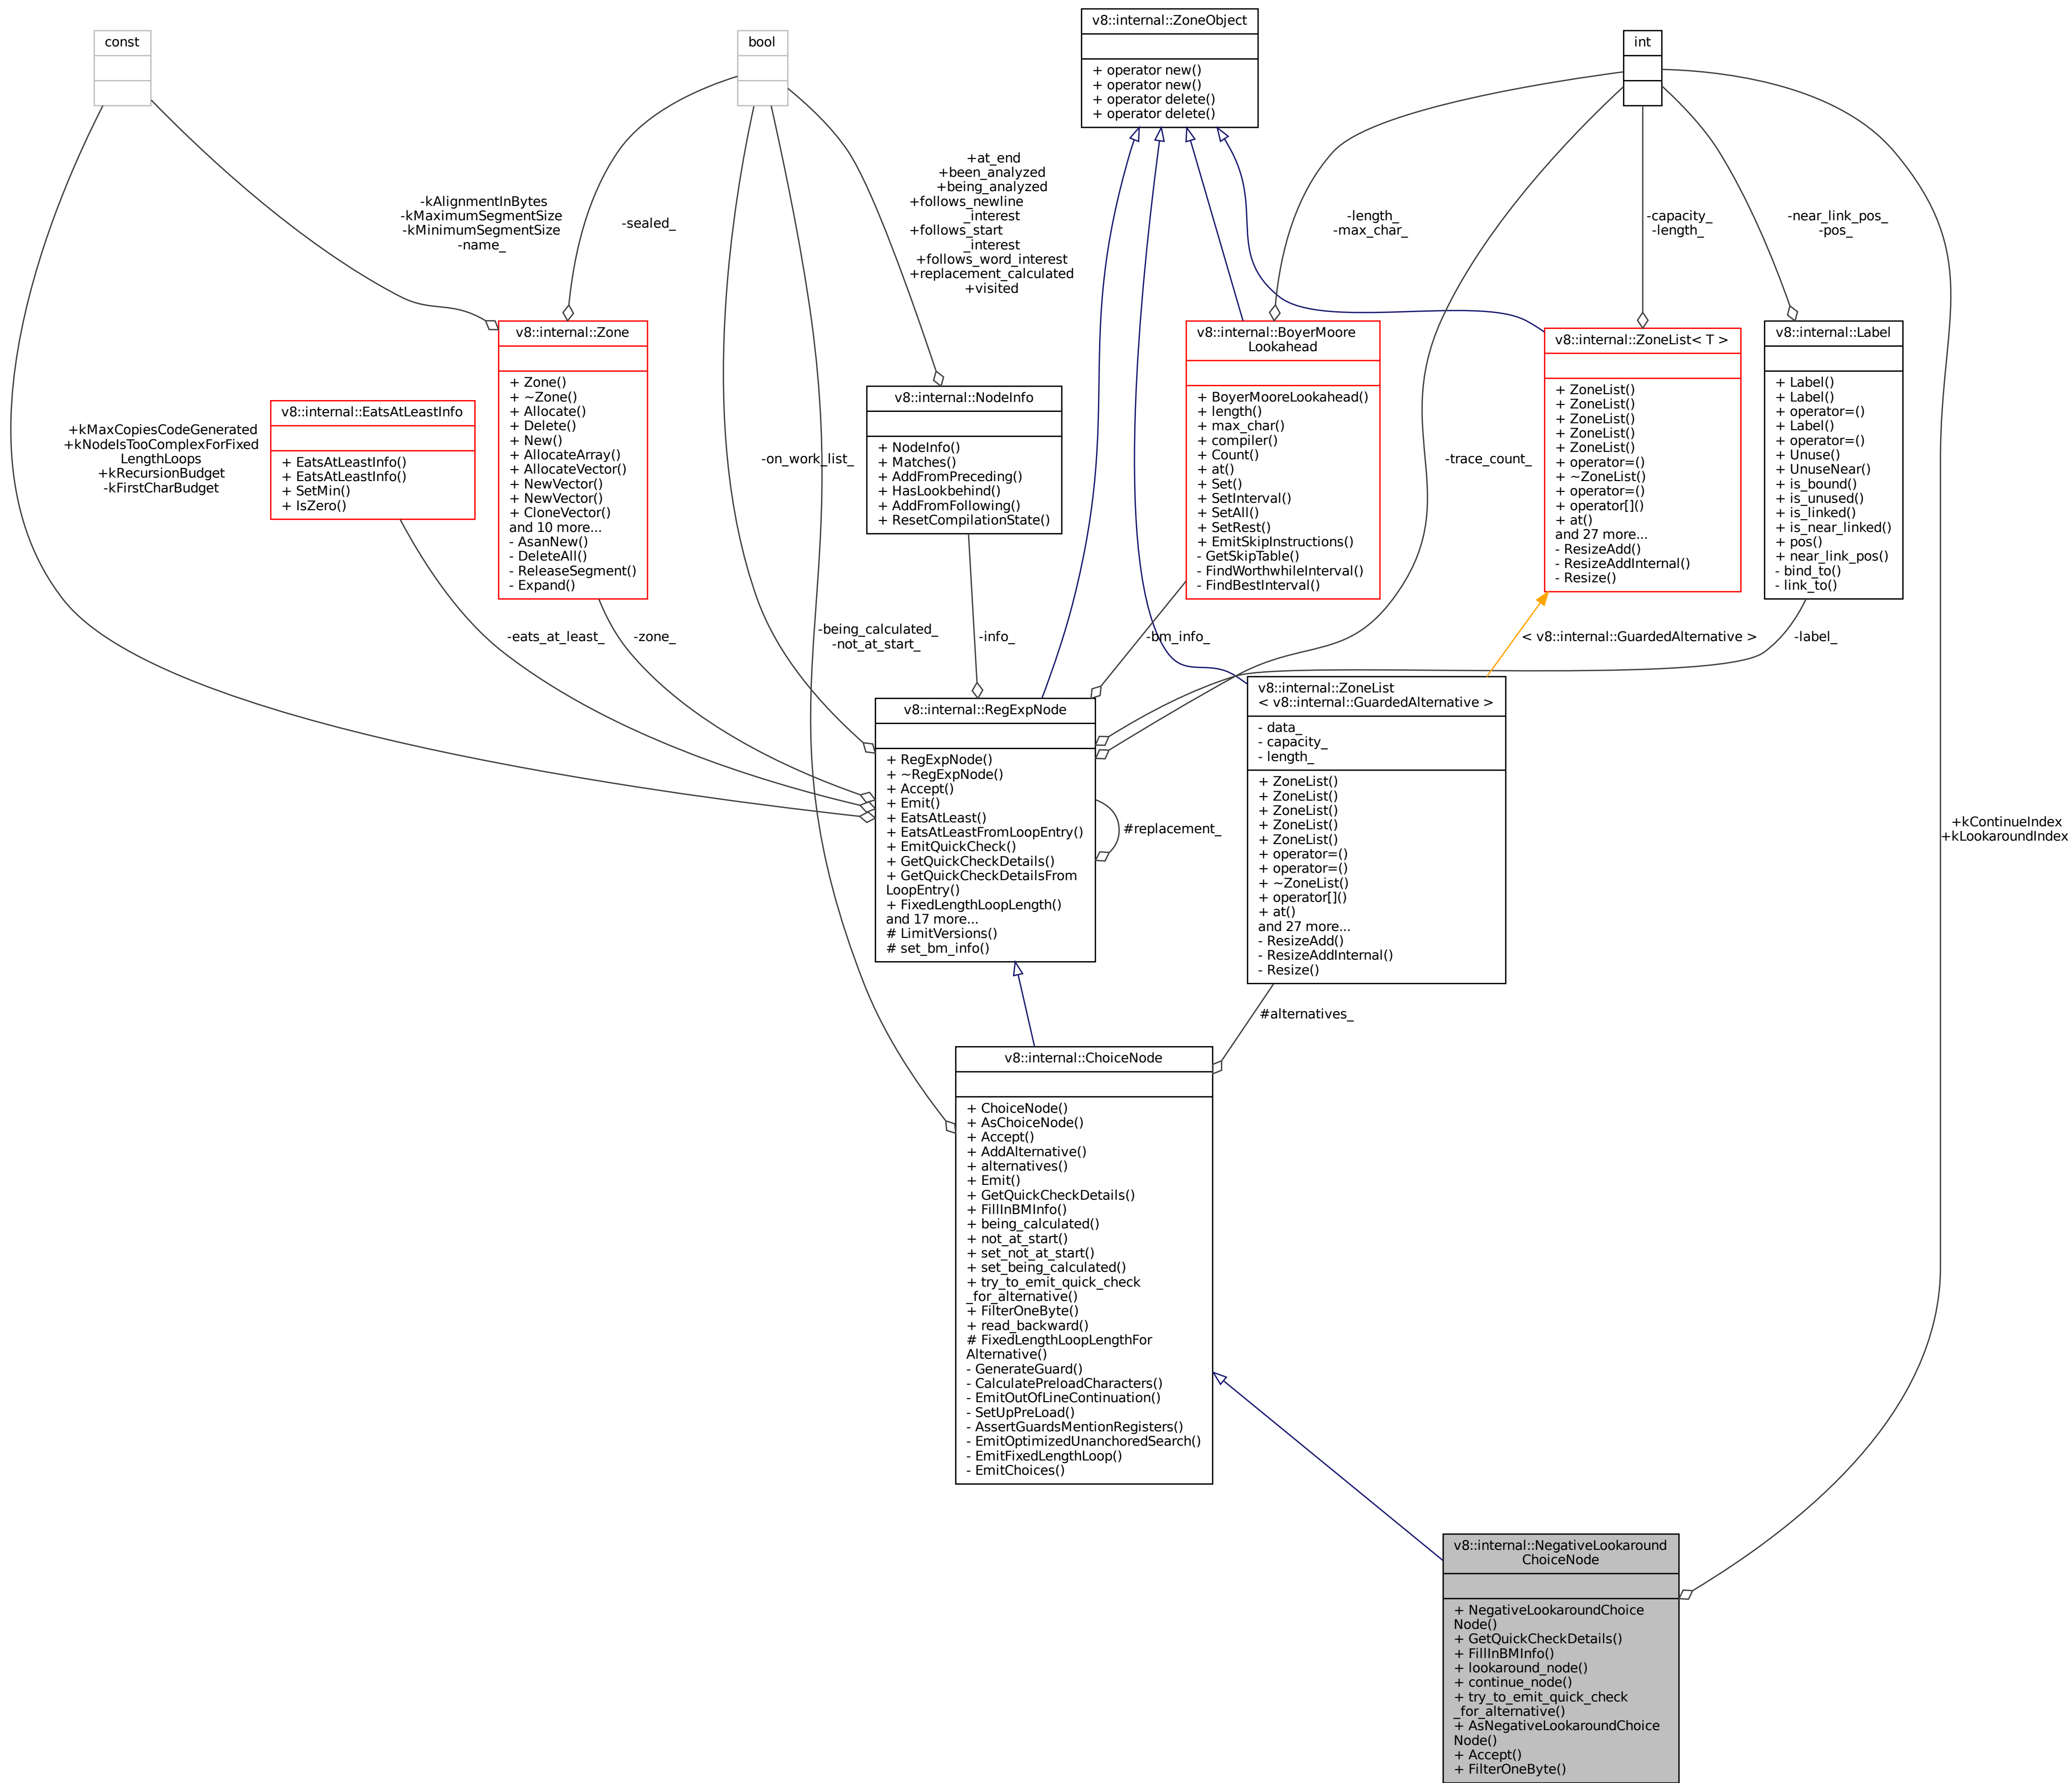 v8::internal::ZoneObject
+ operator new()
+ operator new()
+ operator delete()
+ operator delete()
const
bool
int
+at_end
+been_analyzed
+being_analyzed
+follows_newline
_interest
+follows_start
_interest
+follows_word_interest
+replacement_calculated
+visited
-kAlignmentInBytes
-kMaximumSegmentSize
-kMinimumSegmentSize
-name_
-sealed_
-length_
-max_char_
-capacity_
-length_
-near_link_pos_
-pos_
v8::internal::Zone
+ Zone()
+ ~Zone()
+ Allocate()
+ Delete()
+ New()
+ AllocateArray()
+ AllocateVector()
+ NewVector()
+ NewVector()
+ CloneVector()
and 10 more...
- AsanNew()
- DeleteAll()
- ReleaseSegment()
- Expand()
v8::internal::BoyerMoore
Lookahead
+ BoyerMooreLookahead()
+ length()
+ max_char()
+ compiler()
+ Count()
+ at()
+ Set()
+ SetInterval()
+ SetAll()
+ SetRest()
+ EmitSkipInstructions()
- GetSkipTable()
- FindWorthwhileInterval()
- FindBestInterval()
v8::internal::ZoneList< T >
+ ZoneList()
+ ZoneList()
+ ZoneList()
+ ZoneList()
+ ZoneList()
+ operator=()
+ ~ZoneList()
+ operator=()
+ operator[]()
+ at()
and 27 more...
- ResizeAdd()
- ResizeAddInternal()
- Resize()
v8::internal::Label
+ Label()
+ Label()
+ operator=()
+ Label()
+ operator=()
+ Unuse()
+ UnuseNear()
+ is_bound()
+ is_unused()
+ is_linked()
+ is_near_linked()
+ pos()
+ near_link_pos()
- bind_to()
- link_to()
v8::internal::NodeInfo
+ NodeInfo()
+ Matches()
+ AddFromPreceding()
+ HasLookbehind()
+ AddFromFollowing()
+ ResetCompilationState()
v8::internal::EatsAtLeastInfo
+ EatsAtLeastInfo()
+ EatsAtLeastInfo()
+ SetMin()
+ IsZero()
+kMaxCopiesCodeGenerated
+kNodeIsTooComplexForFixed
LengthLoops
+kRecursionBudget
-kFirstCharBudget
-on_work_list_
-trace_count_
-eats_at_least_
-zone_
-being_calculated_
-not_at_start_
-info_
-bm_info_
< v8::internal::GuardedAlternative >
-label_
v8::internal::RegExpNode
+ RegExpNode()
+ ~RegExpNode()
+ Accept()
+ Emit()
+ EatsAtLeast()
+ EatsAtLeastFromLoopEntry()
+ EmitQuickCheck()
+ GetQuickCheckDetails()
+ GetQuickCheckDetailsFrom
LoopEntry()
+ FixedLengthLoopLength()
and 17 more...
# LimitVersions()
# set_bm_info()
#replacement_
v8::internal::ZoneList
< v8::internal::GuardedAlternative >
- data_
- capacity_
- length_
+ ZoneList()
+ ZoneList()
+ ZoneList()
+ ZoneList()
+ ZoneList()
+ operator=()
+ operator=()
+ ~ZoneList()
+ operator[]()
+ at()
and 27 more...
- ResizeAdd()
- ResizeAddInternal()
- Resize()
+kContinueIndex
+kLookaroundIndex
#alternatives_
v8::internal::ChoiceNode
+ ChoiceNode()
+ AsChoiceNode()
+ Accept()
+ AddAlternative()
+ alternatives()
+ Emit()
+ GetQuickCheckDetails()
+ FillInBMInfo()
+ being_calculated()
+ not_at_start()
+ set_not_at_start()
+ set_being_calculated()
+ try_to_emit_quick_check
_for_alternative()
+ FilterOneByte()
+ read_backward()
# FixedLengthLoopLengthFor
Alternative()
- GenerateGuard()
- CalculatePreloadCharacters()
- EmitOutOfLineContinuation()
- SetUpPreLoad()
- AssertGuardsMentionRegisters()
- EmitOptimizedUnanchoredSearch()
- EmitFixedLengthLoop()
- EmitChoices()
v8::internal::NegativeLookaround
ChoiceNode
+ NegativeLookaroundChoice
Node()
+ GetQuickCheckDetails()
+ FillInBMInfo()
+ lookaround_node()
+ continue_node()
+ try_to_emit_quick_check
_for_alternative()
+ AsNegativeLookaroundChoice
Node()
+ Accept()
+ FilterOneByte()